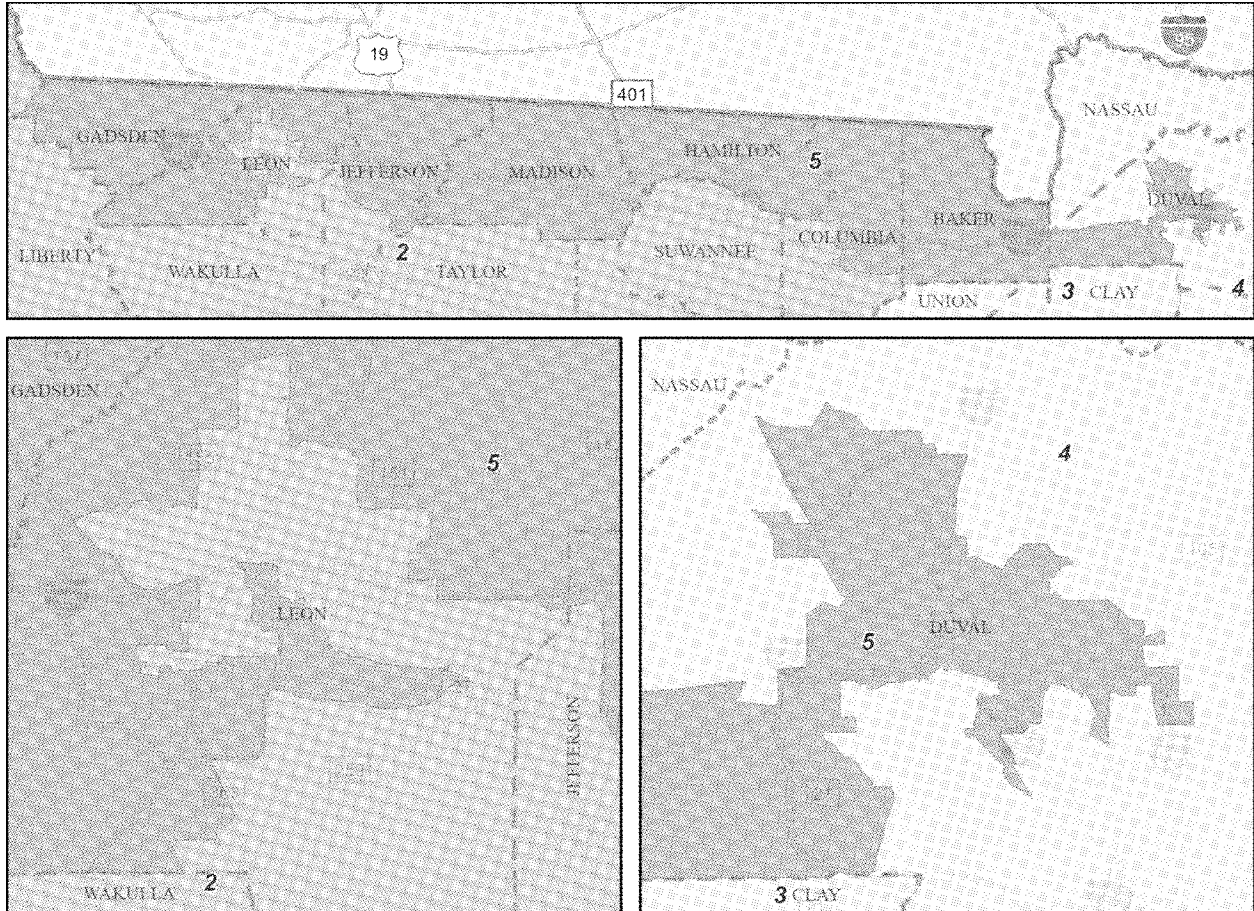 19
95
401
NASSAU
GADSDEN
LEON
JEFFERSON
MADISON
HAMILTON
5
DUVAL
BAKER
LIBERTY
WAKULLA
2
TAYLOR
SUWANNEE
COLUMBIA
UNION
3 CLAY
4
GADSDEN
5
LEON
JEFFERSON
WAKULLA
2
NASSAU
4
5
DUVAL
3 CLAY